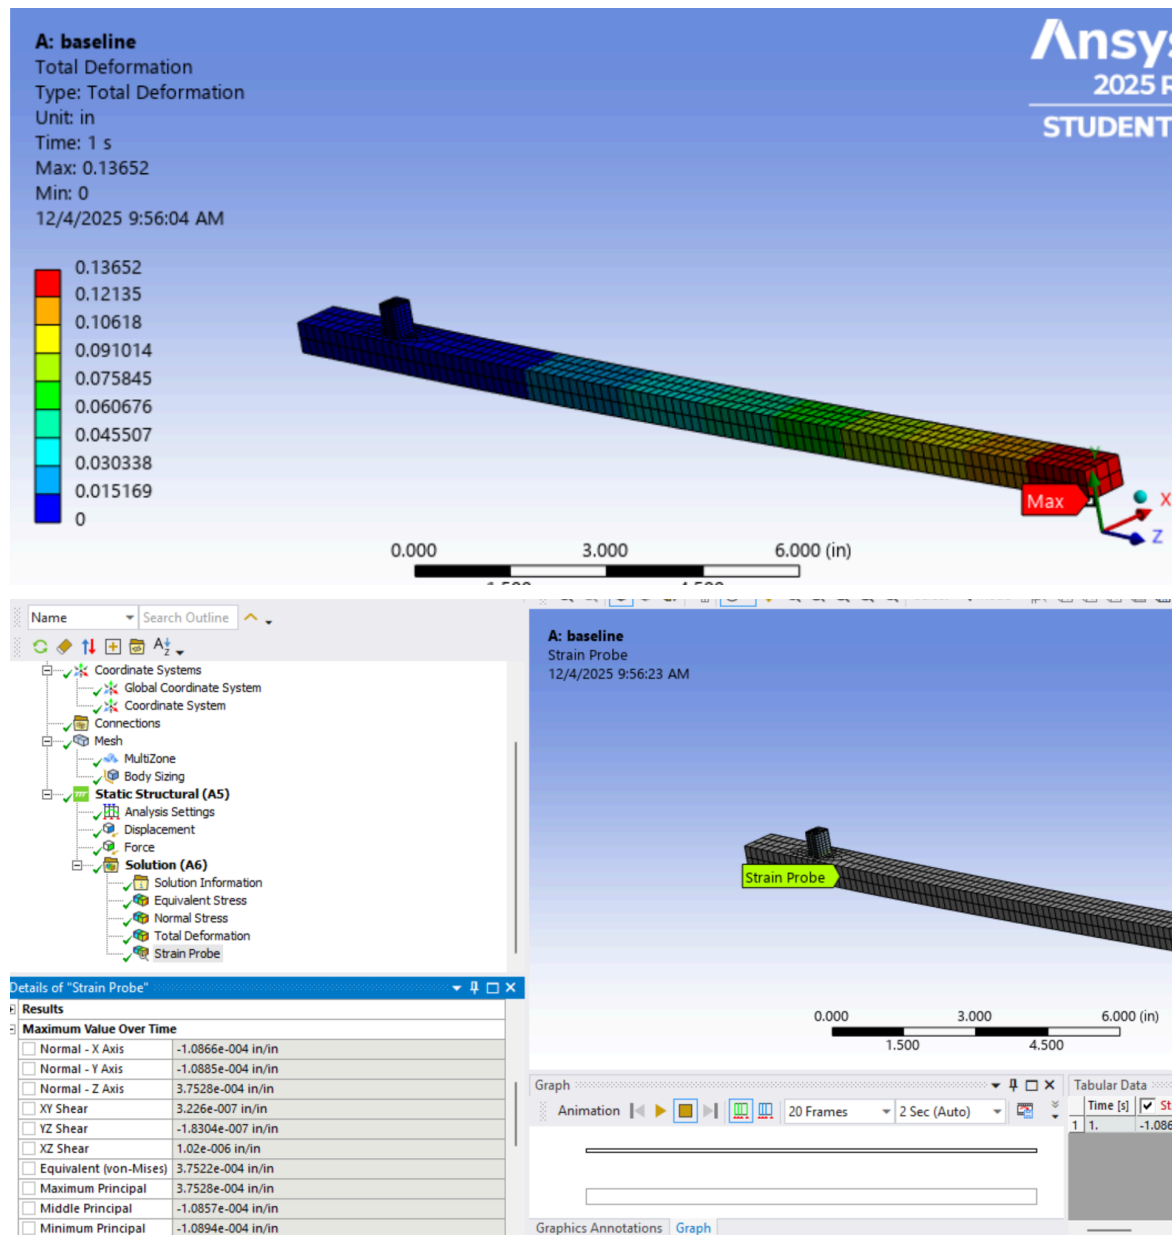 A: baseline
Total Deformation
Type: Total Deformation
Unit: in
Time: 1 s
Max: 0.13652
Min: 0
12/4/2025 9:56:04 AM
Ansys
2025 R
STUDENT
0.13652
0.12135
0.10618
0.091014
0.075845
0.060676
0.045507
0.030338
0.015169
0
Max
Y
X
Z
0.000 3.000 6.000 (in)
1.500 4.500
Name Search Outline
Coordinate Systems
Global Coordinate System
Coordinate System
Connections
Mesh
MultiZone
Body Sizing
Static Structural (A5)
Analysis Settings
Displacement
Force
Solution (A6)
Solution Information
Equivalent Stress
Normal Stress
Total Deformation
Strain Probe
A: baseline
Strain Probe
12/4/2025 9:56:23 AM
Strain Probe
0.000 3.000 6.000 (in)
1.500 4.500
Details of "Strain Probe"
Results
Maximum Value Over Time
Normal - X Axis -1.0866e-004 in/in
Normal - Y Axis -1.0885e-004 in/in
Normal - Z Axis 3.7528e-004 in/in
XY Shear 3.226e-007 in/in
YZ Shear -1.8304e-007 in/in
XZ Shear 1.02e-006 in/in
Equivalent (von-Mises) 3.7522e-004 in/in
Maximum Principal 3.7528e-004 in/in
Middle Principal -1.0857e-004 in/in
Minimum Principal -1.0894e-004 in/in
Graph
Animation 20 Frames 2 Sec (Auto)
Graphics Annotations Graph
Tabular Data
Time [s] St
1 1. -1.086